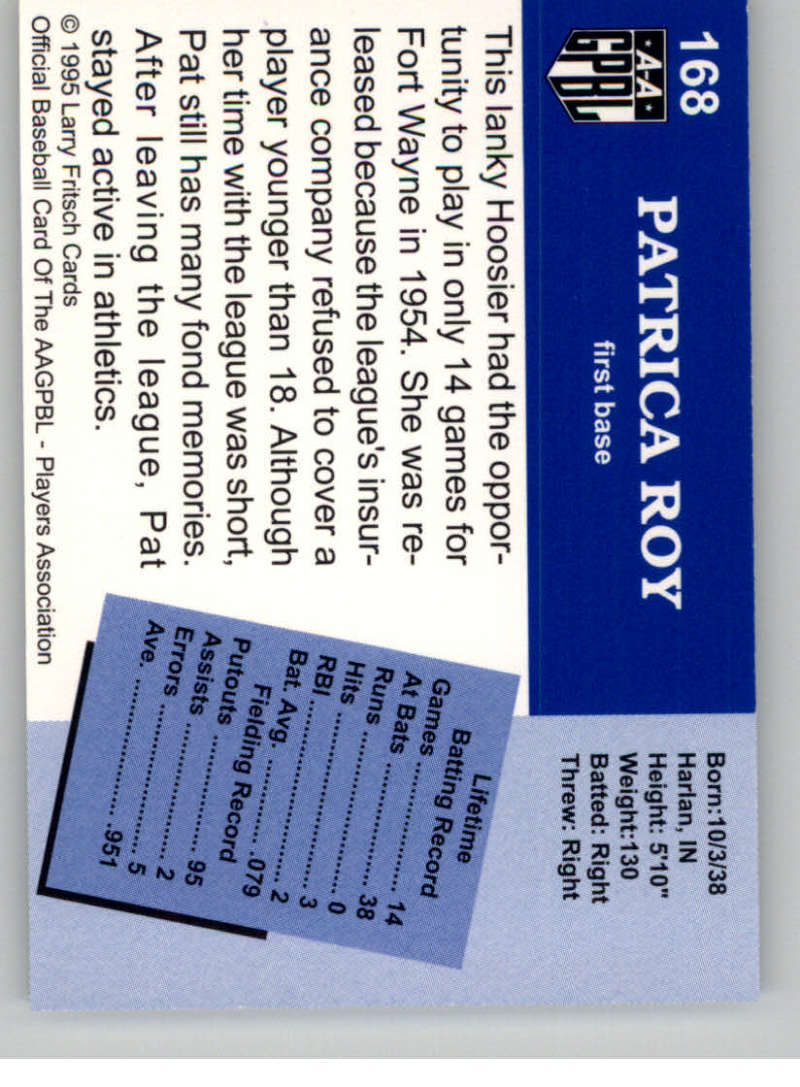 168
·A-A·
GPBL
PATRICA ROY
first base
Born:10/3/38
Harlan, IN
Height: 5'10"
Weight:130
Batted: Right
Threw: Right
This lanky Hoosier had the oppor-
tunity to play in only 14 games for
Fort Wayne in 1954. She was re-
leased because the league's insur-
ance company refused to cover a
player younger than 18. Although
her time with the league was short,
Pat still has many fond memories.
After leaving the league, Pat
stayed active in athletics.
© 1995 Larry Fritsch Cards
Official Baseball Card Of The AAGPBL - Players Association
Lifetime
Batting Record
Games .................... 14
At Bats .................... 38
Runs .................... 0
Hits .................... 3
RBI .................... 2
Bat. Avg. ............. .079
Fielding Record
Putouts .................... 95
Assists .................... 2
Errors .................... 5
Ave. .................... .951